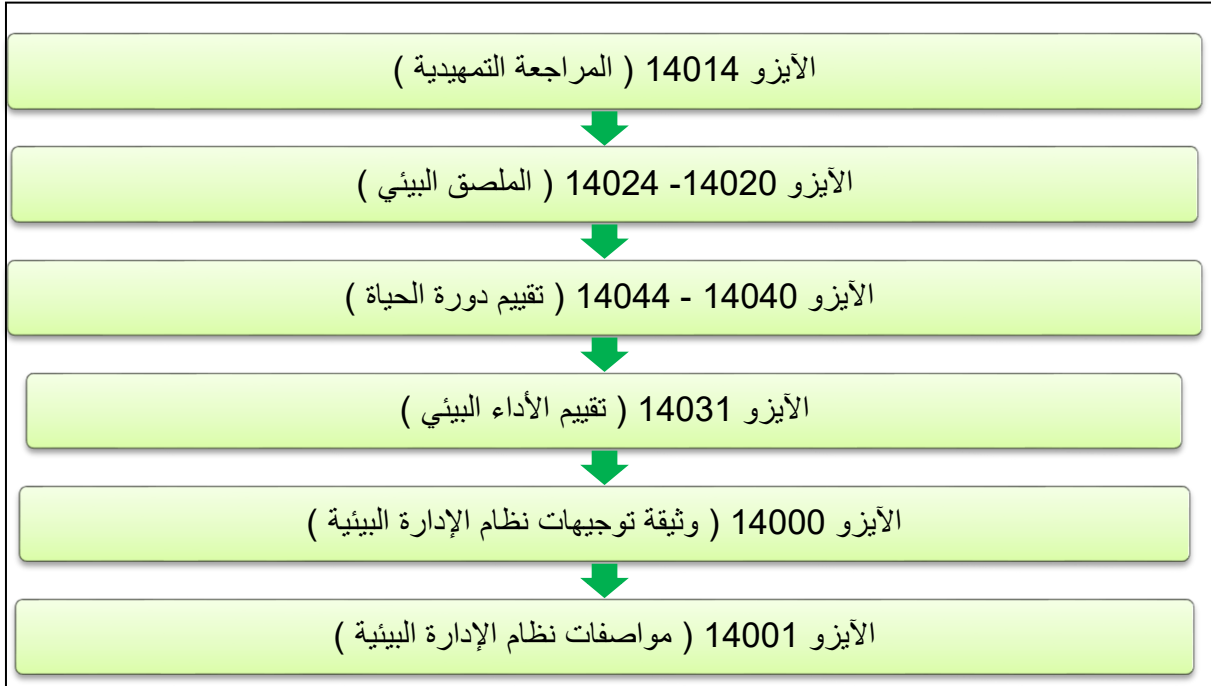 الآيزو 14014 ( المراجعة التمهيدية )
الآيزو 14020- 14024 ( الملصق البيئي )
الآيزو 14040 - 14044 ( تقييم دورة الحياة )
الآيزو 14031 ( تقييم الأداء البيئي )
الآيزو 14000 ( وثيقة توجيهات نظام الإدارة البيئية )
الآيزو 14001 ( مواصفات نظام الإدارة البيئية )